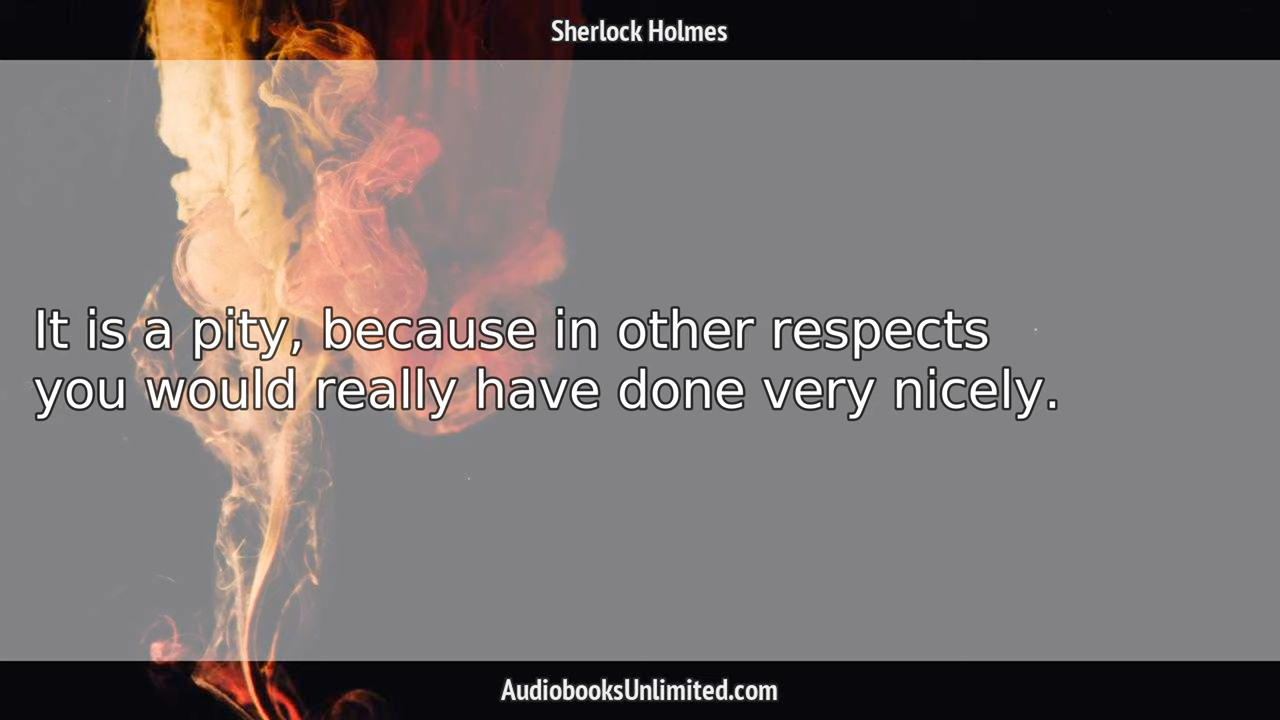 Sherlock Holmes
It is a pity, because in other respects
you would really have done very nicely.
AudiobooksUnlimited.com